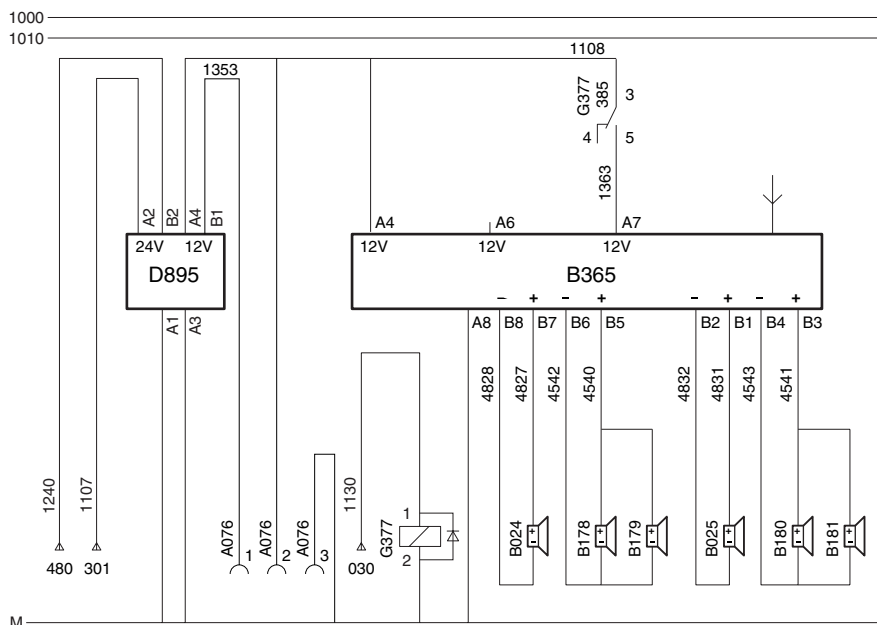 1000
1010
1108
1353
G377
385
3
4
5
1363
A2
B2
A4
B1
A4
A6
A7
24V
12V
12V
12V
12V
D895
B365
- + - + - + - +
A1
A3
A8
B8
B7
B6
B5
B2
B1
B4
B3
4828
4827
4542
4540
4832
4831
4543
4541
1240
1107
A076
1
A076
2
A076
3
1130
G377
1
2
B024
+
-
B178
+
-
B179
+
-
B025
+
-
B180
+
-
B181
+
-
480
301
030
M